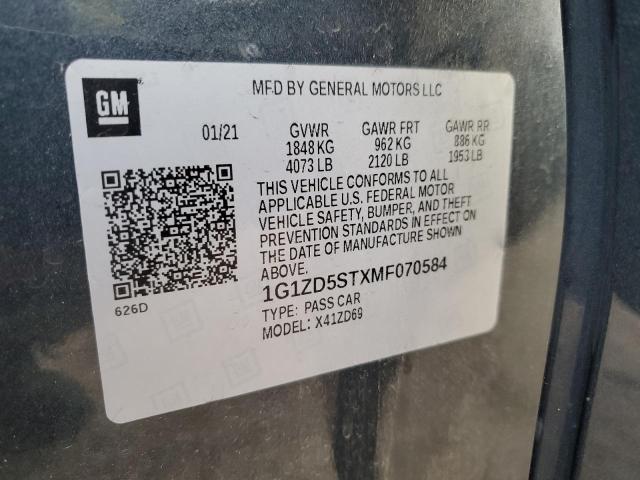 GM
MFD BY GENERAL MOTORS LLC
01/21 GVWR GAWR FRT GAWR RR
1848 KG 962 KG 886 KG
4073 LB 2120 LB 1953 LB
THIS VEHICLE CONFORMS TO ALL
APPLICABLE U.S. FEDERAL MOTOR
VEHICLE SAFETY, BUMPER, AND THEFT
PREVENTION STANDARDS IN EFFECT ON
THE DATE OF MANUFACTURE SHOWN
ABOVE.
626D
1G1ZD5STXMF070584
TYPE: PASS CAR
MODEL: X41ZD69